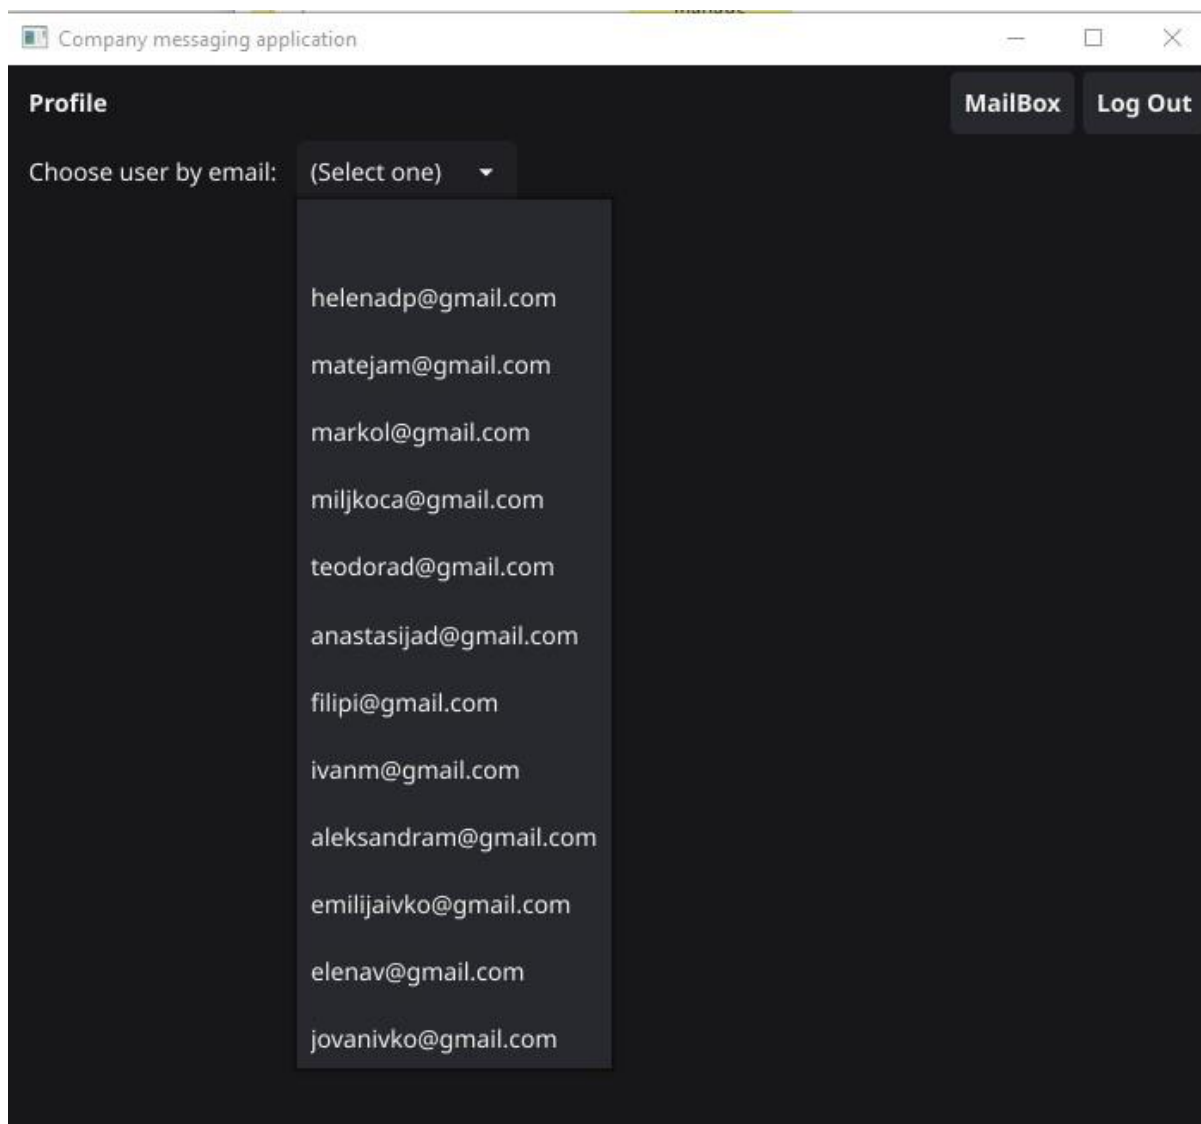 Company messaging application
Profile MailBox Log Out
Choose user by email: (Select one)
helenadp@gmail.com
matejam@gmail.com
markol@gmail.com
miljkoca@gmail.com
teodorad@gmail.com
anastasijad@gmail.com
filipi@gmail.com
ivanm@gmail.com
aleksandram@gmail.com
emilijaivko@gmail.com
elenav@gmail.com
jovanivko@gmail.com